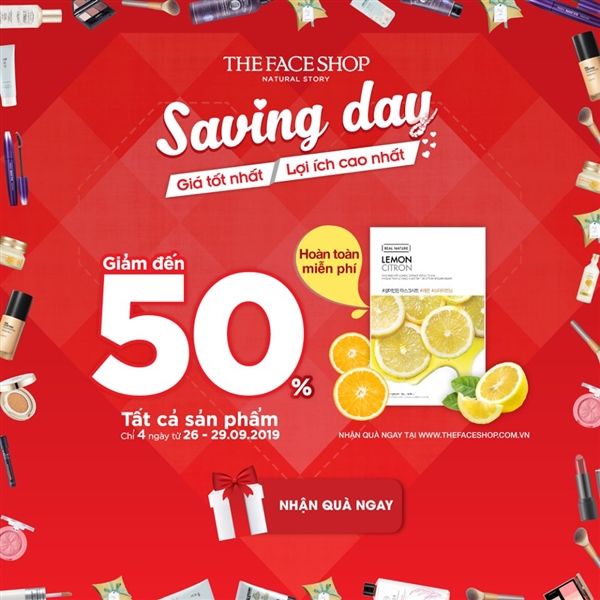 THE FACE SHOP
NATURAL STORY
Saving day
Giá tốt nhất
Lợi ích cao nhất
Giảm đến
50%
Tất cả sản phẩm
Chỉ 4 ngày từ 26 - 29.09.2019
Hoàn toàn
miễn phí
REAL NATURE
LEMON
CITRON
NHẬN QUÀ NGAY TẠI WWW.THEFACESHOP.COM.VN
NHẬN QUÀ NGAY